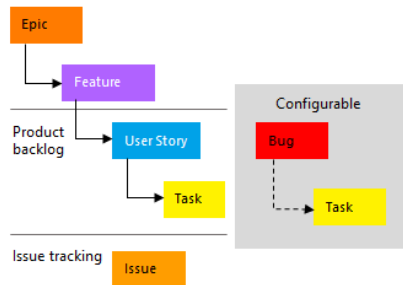 Epic
Feature
Configurable
Product
backlog
User Story
Bug
Task
Task
Issue tracking
Issue